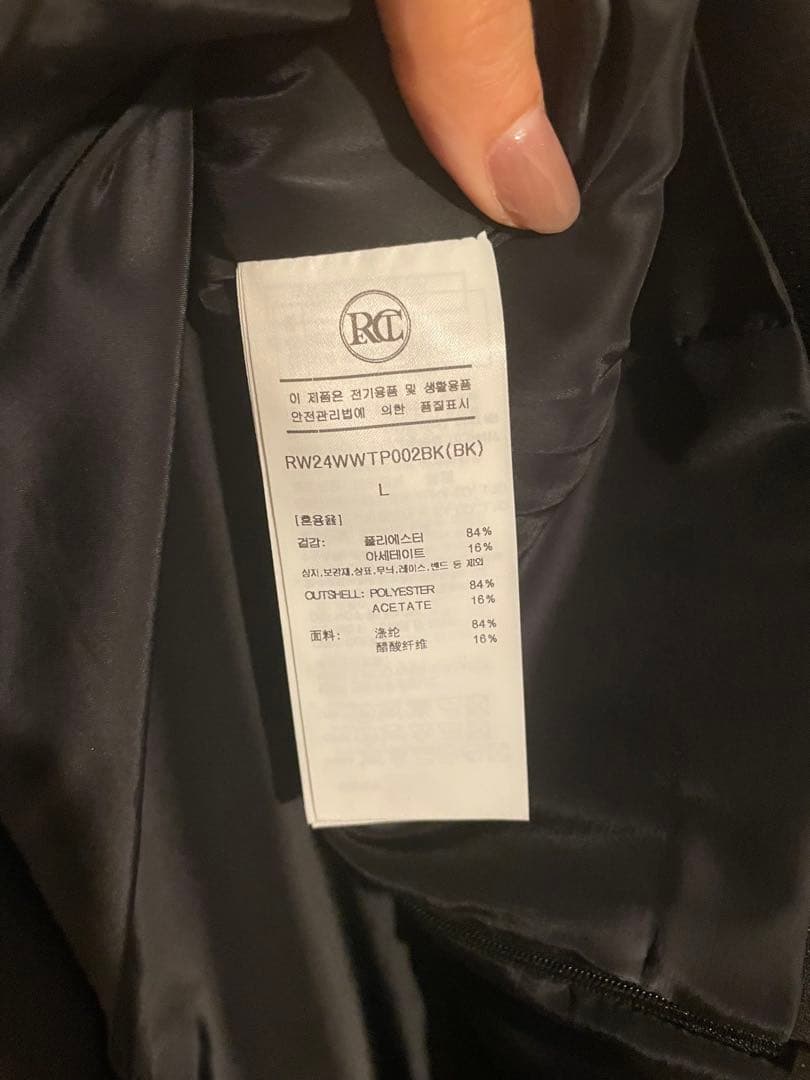 RCT
이 제품은 전기용품 및 생활용품
안전관리법에 의한 품질표시
RW24WWTP002BK(BK)
L
[혼용율]
겉감: 폴리에스터 84%
아세테이트 16%
심지.보강재.상표.무늬.레이스.밴드 등 제외
OUTSHELL: POLYESTER 84%
ACETATE 16%
面料: 涤纶 84%
醋酸纤维 16%